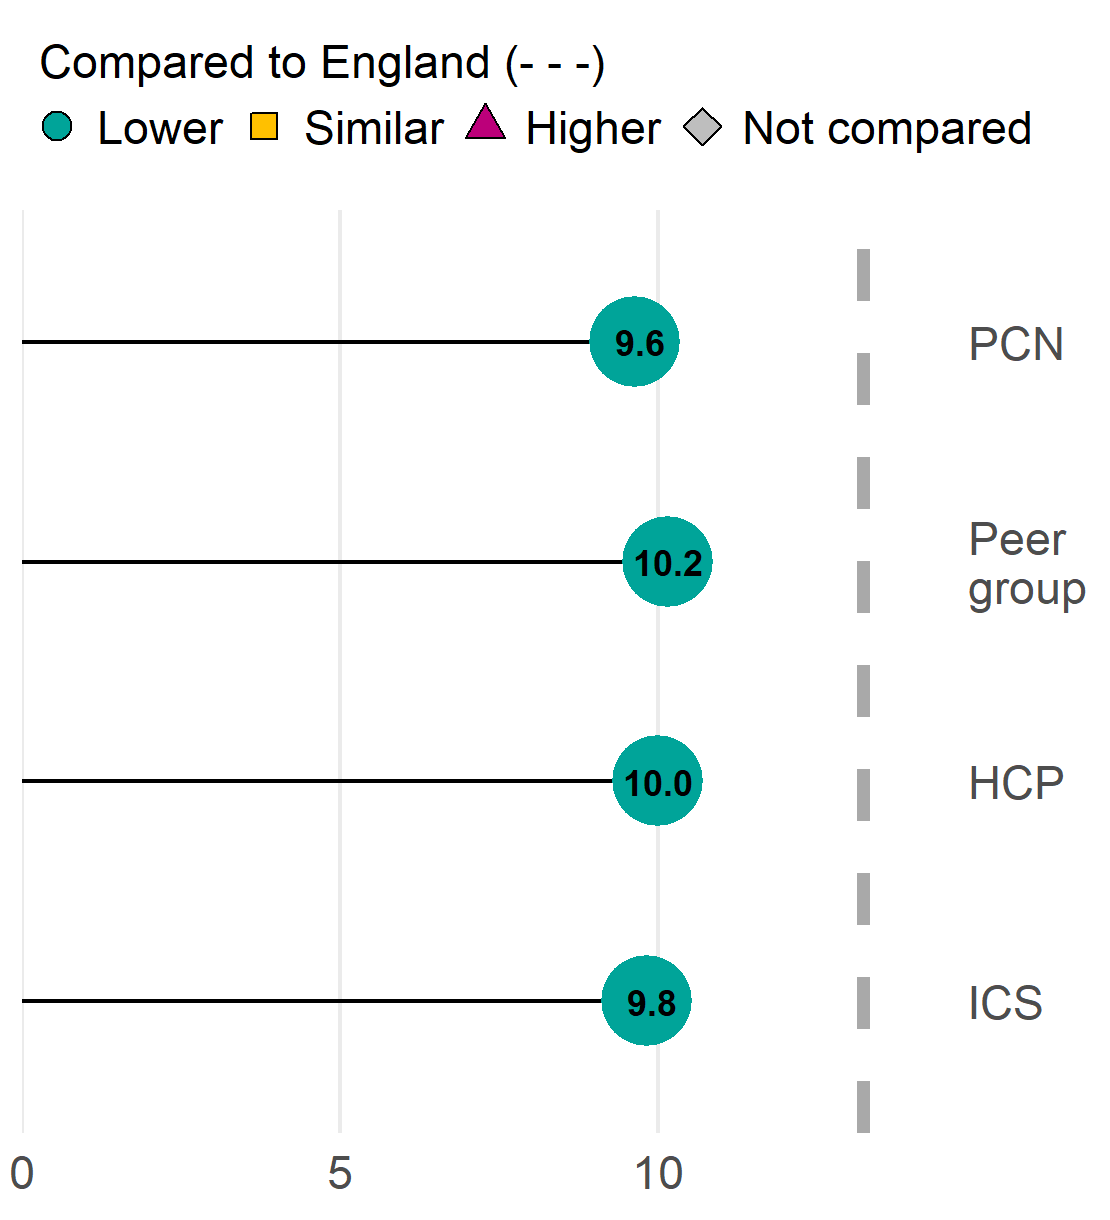 Compared to England (- - -)
Lower Similar Higher Not compared
9.6 PCN
10.2 Peer
group
10.0 HCP
9.8 ICS
0 5 10